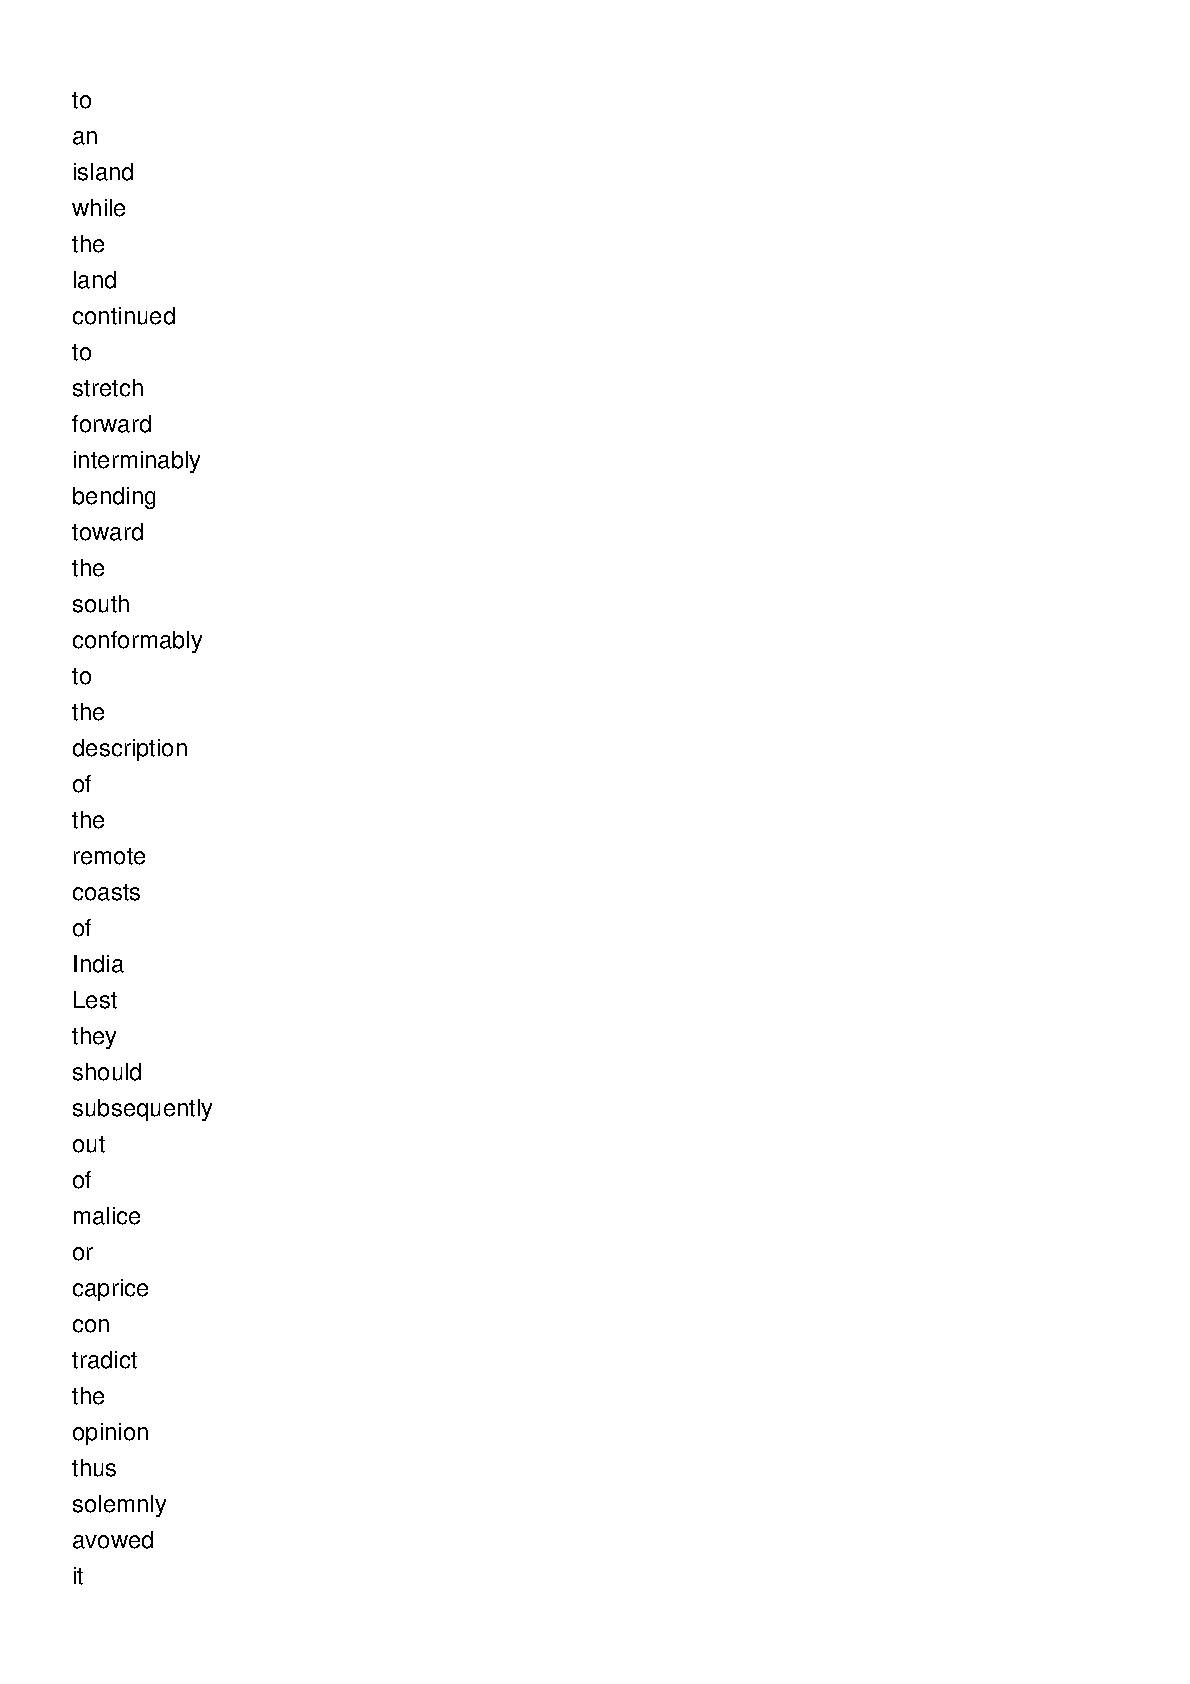 to
an
island
while
the
land
continued
to
stretch
forward
interminably
bending
toward
the
south
conformably
to
the
description
of
the
remote
coasts
of
India
Lest
they
should
subsequently
out
of
malice
or
caprice
con
tradict
the
opinion
thus
solemnly
avowed
it